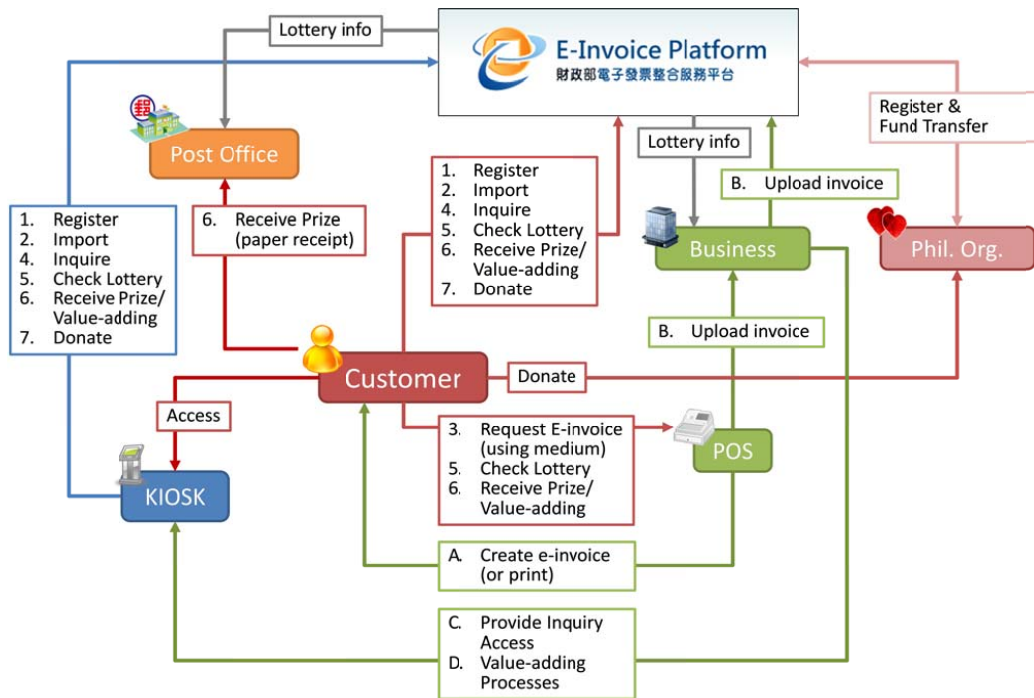 Lottery info
E-Invoice Platform
財政部電子發票整合服務平台
郵
Post Office
Register &
Fund Transfer
Lottery info
B. Upload invoice
1. Register
2. Import
4. Inquire
5. Check Lottery
6. Receive Prize/
Value-adding
7. Donate
6. Receive Prize
(paper receipt)
1. Register
2. Import
4. Inquire
5. Check Lottery
6. Receive Prize/
Value-adding
7. Donate
Business
Phil. Org.
B. Upload invoice
Customer
Donate
Access
3. Request E-invoice
(using medium)
5. Check Lottery
6. Receive Prize/
Value-adding
POS
KIOSK
A. Create e-invoice
(or print)
C. Provide Inquiry
Access
D. Value-adding
Processes